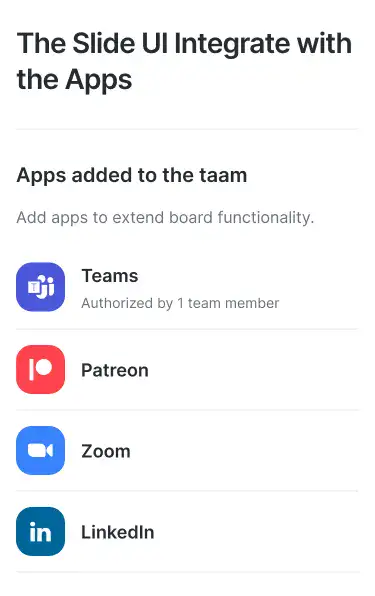 The Slide UI Integrate with
the Apps
Apps added to the taam
Add apps to extend board functionality.
Teams
Authorized by 1 team member
Patreon
Zoom
in
LinkedIn